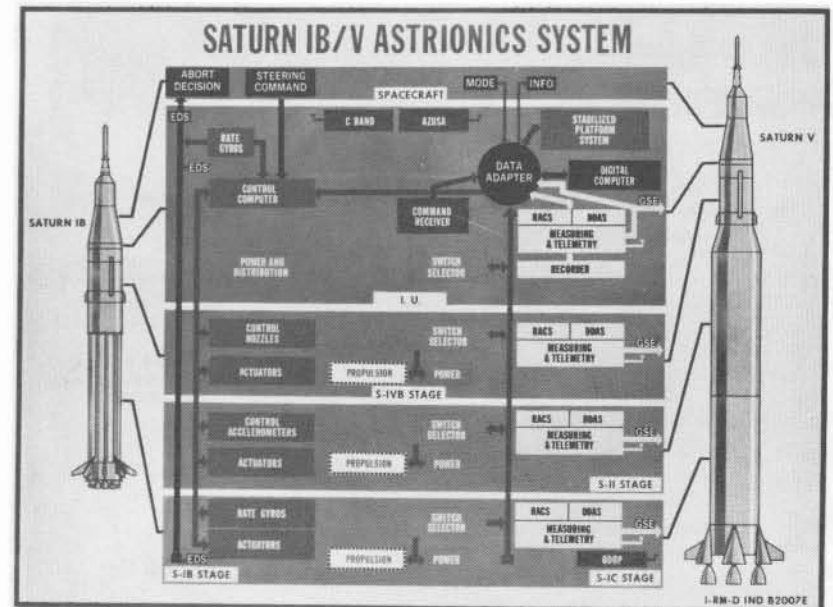 SATURN IB/V ASTRIONICS SYSTEM
ABORT
DECISION
STEERING
COMMAND
MODE
INFO
SPACECRAFT
EDS
C BAND
AZUSA
STABILIZED
PLATFORM
SYSTEM
SATURN V
RATE
GYROS
EDS
DATA
ADAPTER
DIGITAL
COMPUTER
CONTROL
COMPUTER
GSE
SATURN IB
COMMAND
RECEIVER
RACS
DDAS
MEASURING
& TELEMETRY
POWER AND
DISTRIBUTION
SWITCH
SELECTOR
RECORDER
I. U.
CONTROL
NOZZLES
SWITCH
SELECTOR
RACS
DDAS
MEASURING
& TELEMETRY
GSE
ACTUATORS
PROPULSION
POWER
S-IVB STAGE
CONTROL
ACCELEROMETERS
SWITCH
SELECTOR
RACS
DDAS
MEASURING
& TELEMETRY
GSE
ACTUATORS
PROPULSION
POWER
S-II STAGE
RATE GYROS
SWITCH
SELECTOR
RACS
DDAS
MEASURING
& TELEMETRY
GSE
ACTUATORS
EDS
PROPULSION
POWER
ODOP
S-IB STAGE
S-IC STAGE
I-RM-D IND B2007E